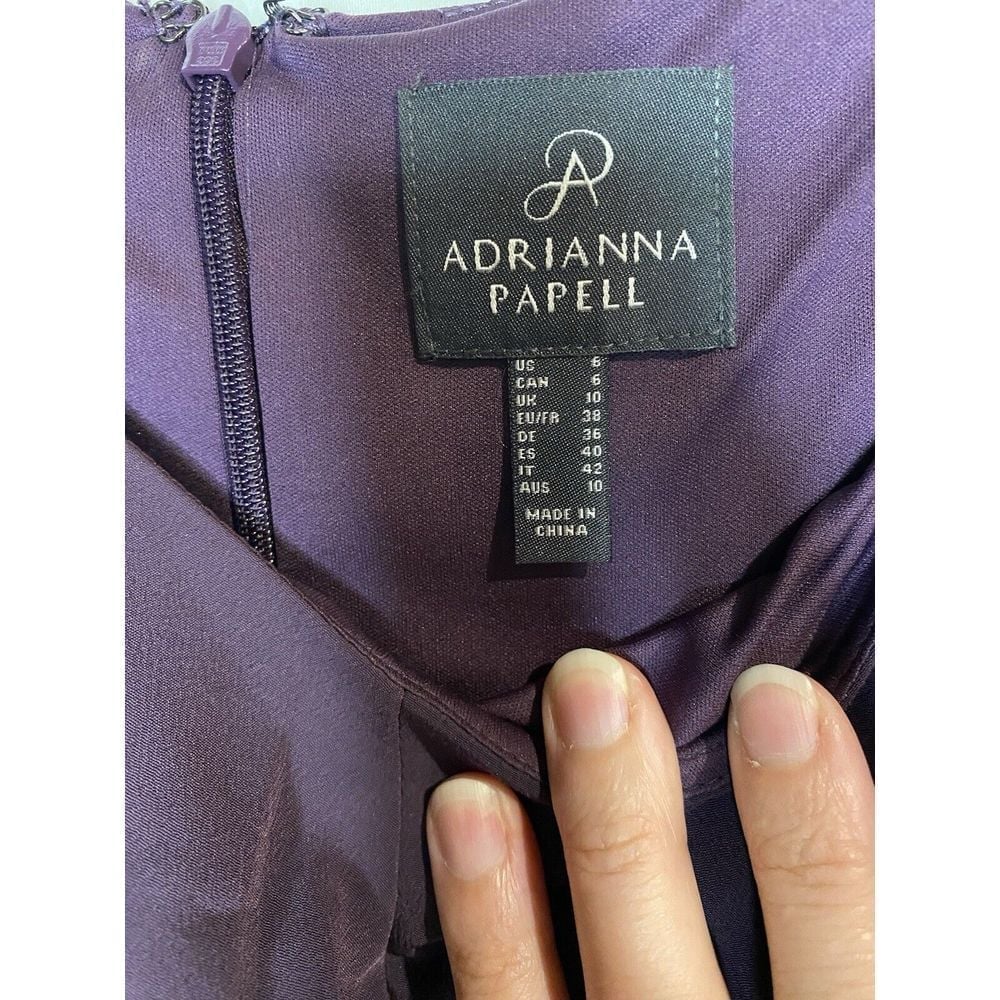 ADRIANNA
PAPELL
US 6
CAN 6
UK 10
EU/FR 38
DE 36
ES 40
IT 42
AUS 10
MADE IN
CHINA